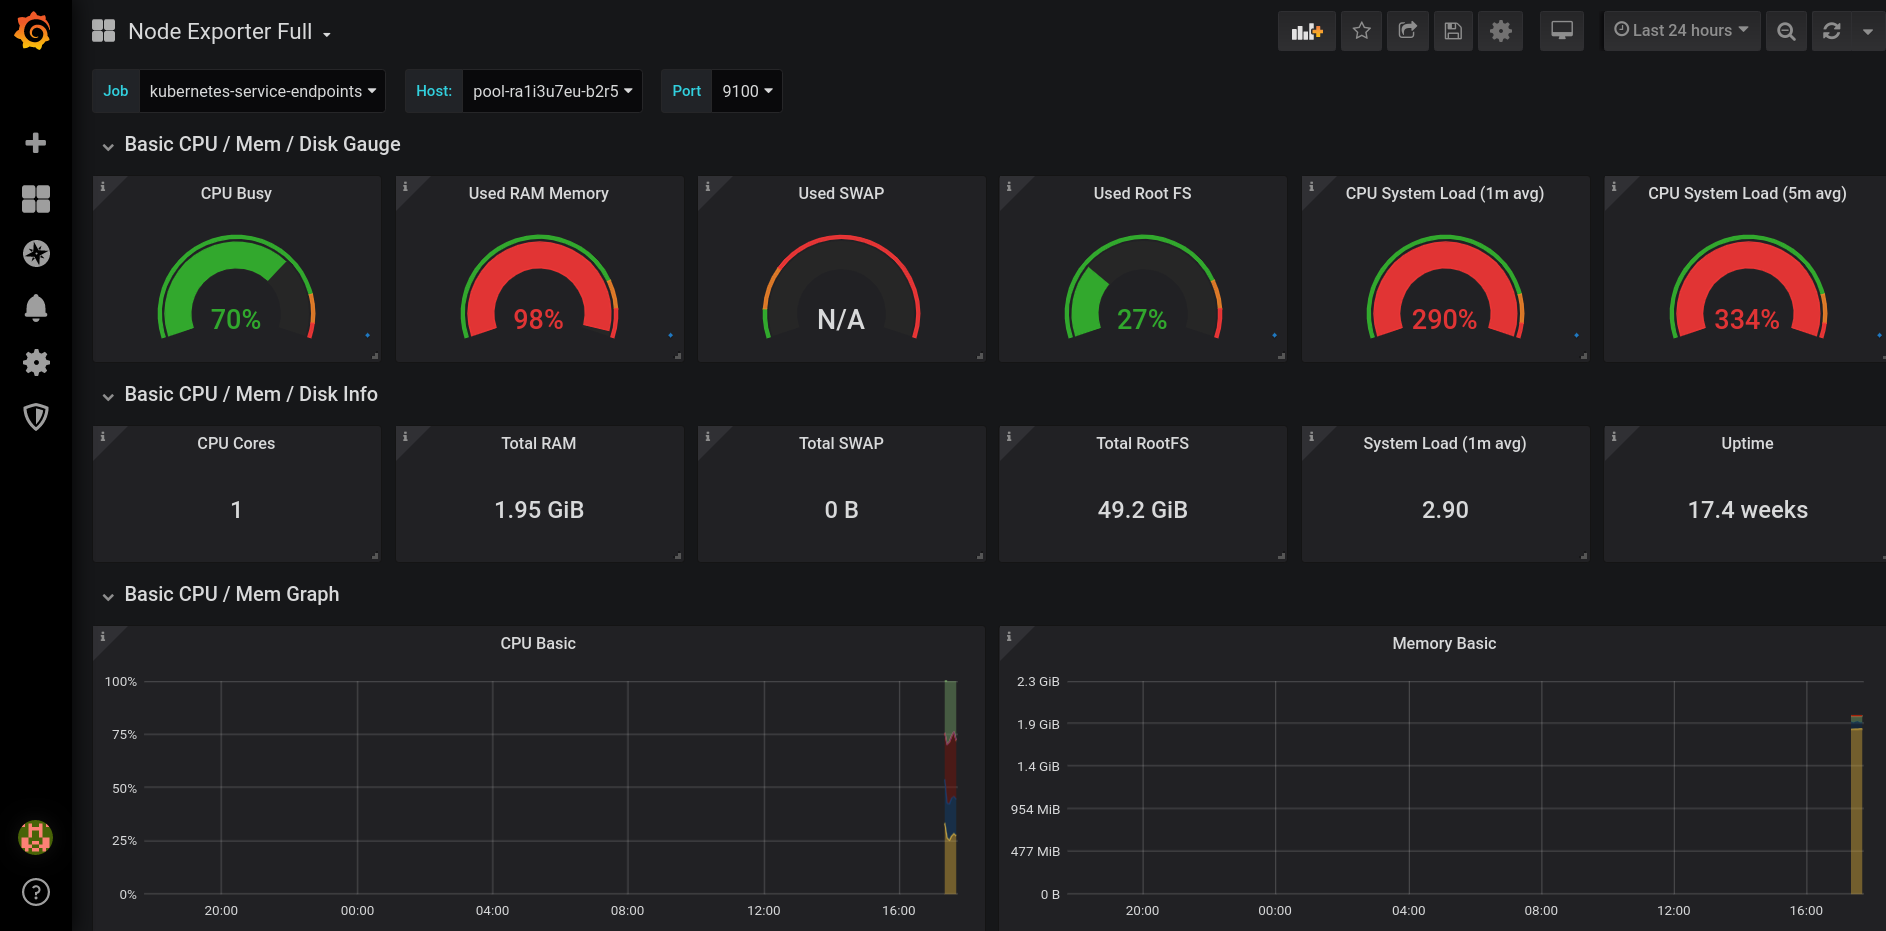 Node Exporter Full
Last 24 hours
Job kubernetes-service-endpoints Host: pool-ra1i3u7eu-b2r5 Port 9100
Basic CPU / Mem / Disk Gauge
CPU Busy Used RAM Memory Used SWAP Used Root FS CPU System Load (1m avg) CPU System Load (5m avg)
70% 98% N/A 27% 290% 334%
Basic CPU / Mem / Disk Info
CPU Cores Total RAM Total SWAP Total RootFS System Load (1m avg) Uptime
1 1.95 GiB 0 B 49.2 GiB 2.90 17.4 weeks
Basic CPU / Mem Graph
CPU Basic
100%
75%
50%
25%
0%
20:00 00:00 04:00 08:00 12:00 16:00
Memory Basic
2.3 GiB
1.9 GiB
1.4 GiB
954 MiB
477 MiB
0 B
20:00 00:00 04:00 08:00 12:00 16:00